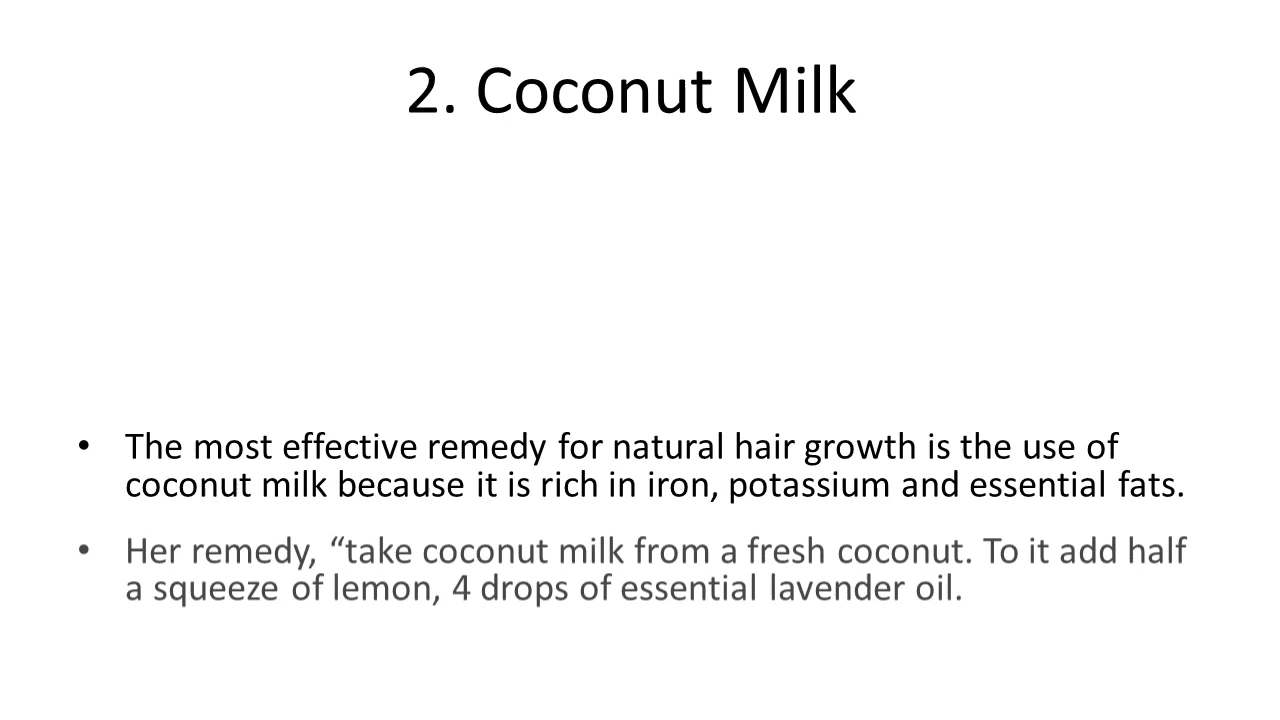 2. Coconut Milk
• The most effective remedy for natural hair growth is the use of
coconut milk because it is rich in iron, potassium and essential fats.
• Her remedy, “take coconut milk from a fresh coconut. To it add half
a squeeze of lemon, 4 drops of essential lavender oil.